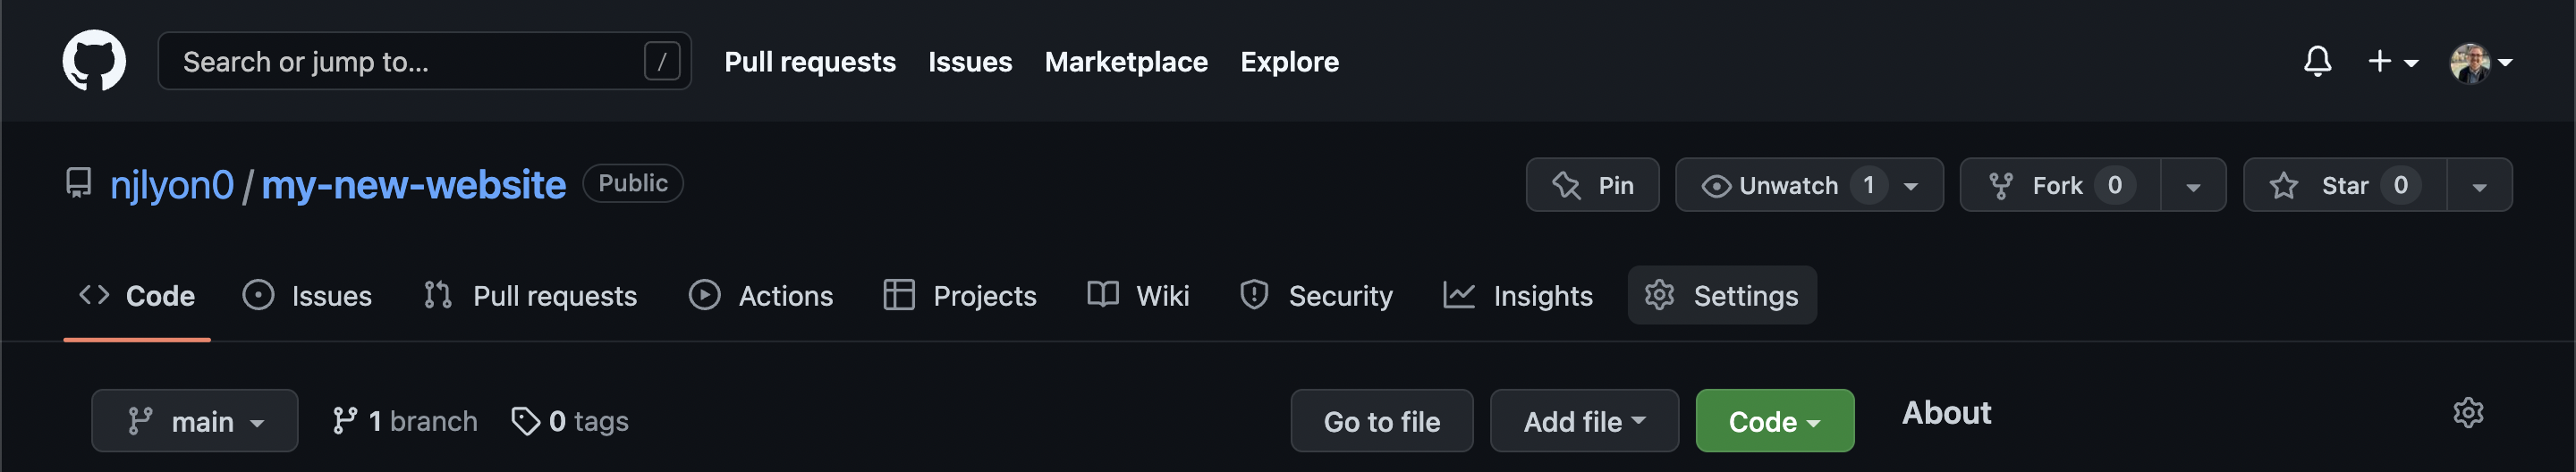 Search or jump to... / Pull requests Issues Marketplace Explore
njlyon0 / my-new-website Public Pin Unwatch 1 Fork 0 Star 0
Code Issues Pull requests Actions Projects Wiki Security Insights Settings
main 1 branch 0 tags Go to file Add file Code About